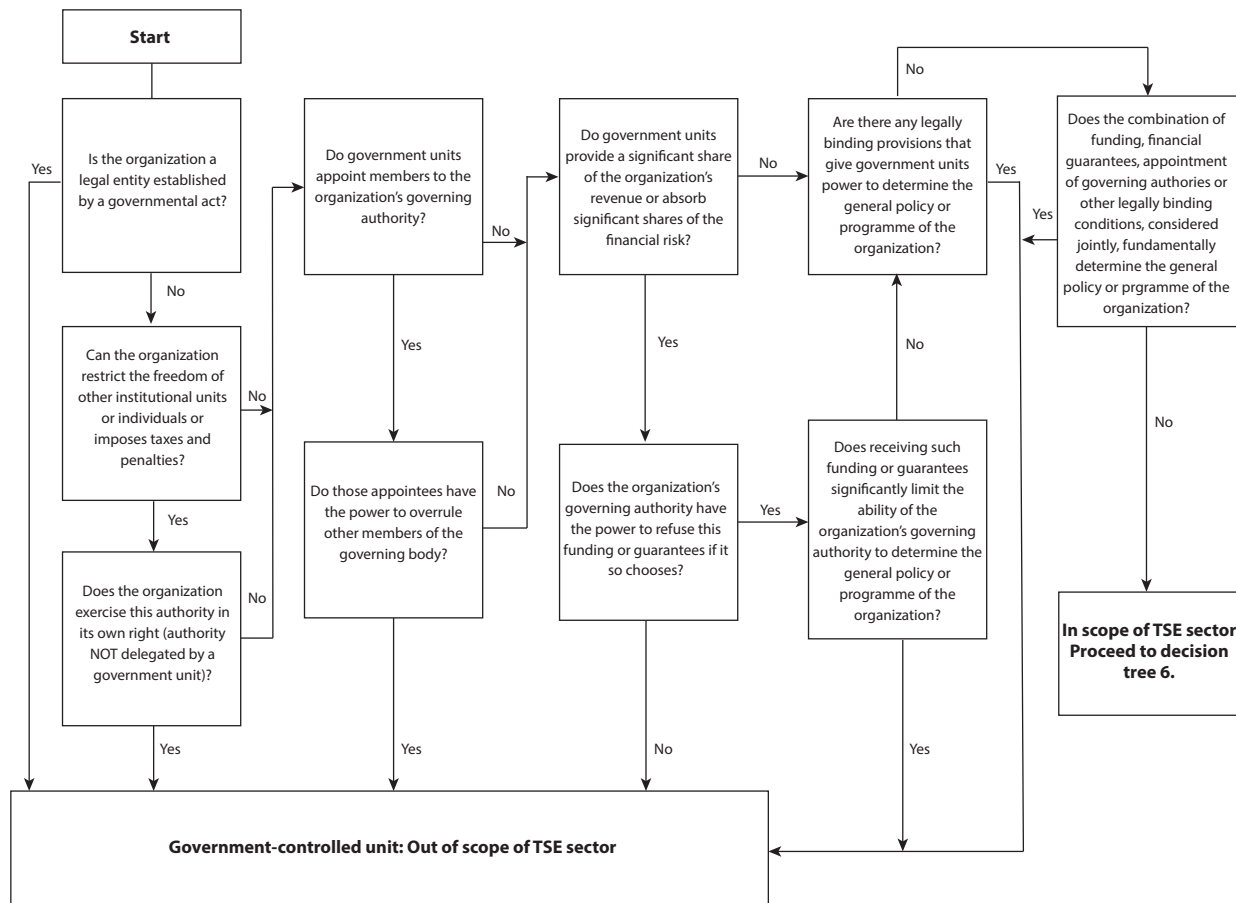 Start
Is the organization a
legal entity established
by a governmental act?
Yes
No
Can the organization
restrict the freedom of
other institutional units
or individuals or
imposes taxes and
penalties?
No
Yes
Does the organization
exercise this authority in
its own right (authority
NOT delegated by a
government unit)?
No
Yes
Do government units
appoint members to the
organization’s governing
authority?
No
Yes
Do those appointees have
the power to overrule
other members of the
governing body?
No
Yes
Do government units
provide a significant share
of the organization’s
revenue or absorb
significant shares of the
financial risk?
No
Yes
Does the organization’s
governing authority have
the power to refuse this
funding or guarantees if it
so chooses?
Yes
No
Are there any legally
binding provisions that
give government units
power to determine the
general policy or
programme of the
organization?
No
Yes
No
Does receiving such
funding or guarantees
significantly limit the
ability of the
organization’s governing
authority to determine the
general policy or
programme of the
organization?
Yes
Does the combination of
funding, financial
guarantees, appointment
of governing authorities or
other legally binding
conditions, considered
jointly, fundamentally
determine the general
policy or prgramme of the
organization?
Yes
No
In scope of TSE sector
Proceed to decision
tree 6.
Government-controlled unit: Out of scope of TSE sector